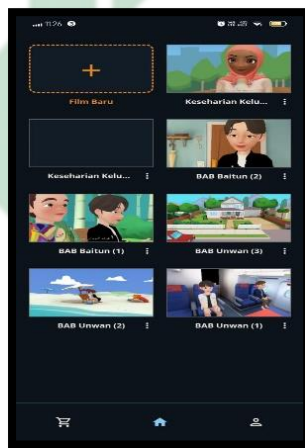 11:26
Film Baru
Keseharian Kelu...
Keseharian Kelu...
BAB Baitun (2)
BAB Baitun (1)
BAB Unwan (3)
BAB Unwan (2)
BAB Unwan (1)